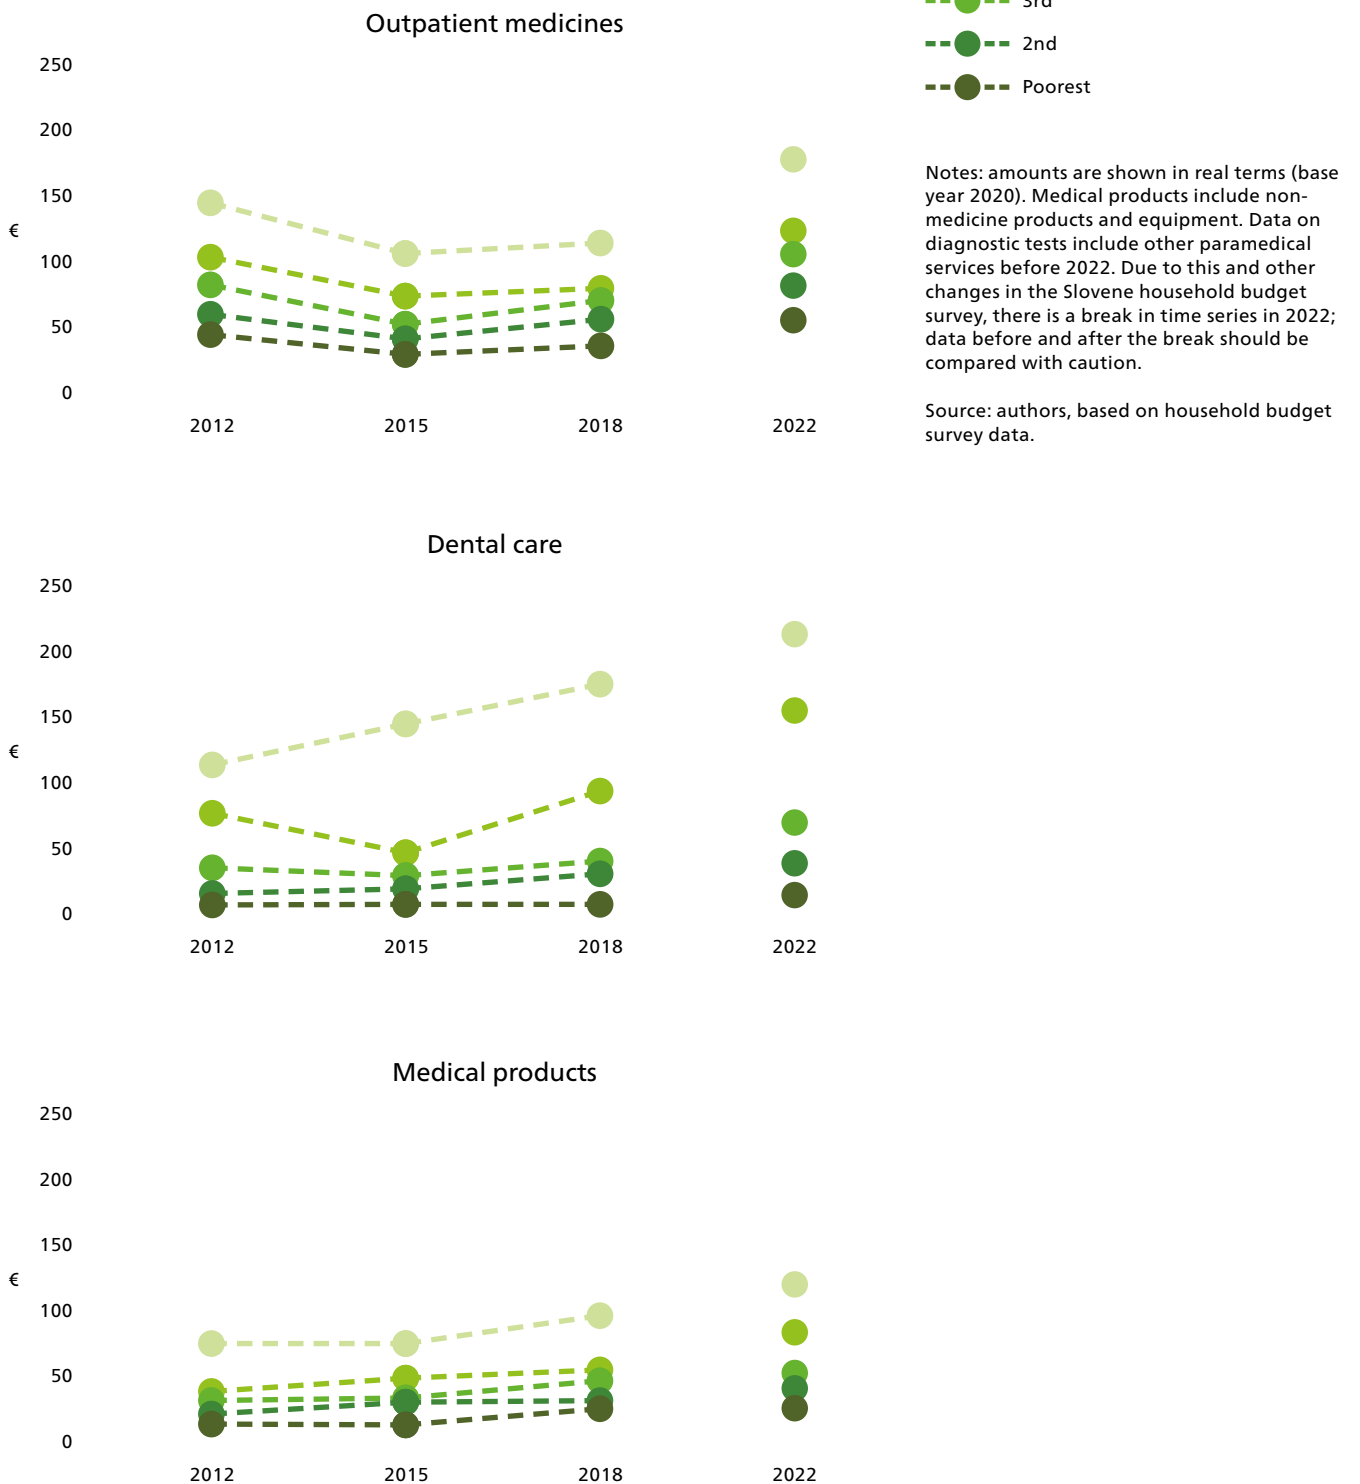 Outpatient medicines
250
200
150
€
100
50
0
2012
2015
2018
2022
3rd
2nd
Poorest
Notes: amounts are shown in real terms (base
year 2020). Medical products include non-
medicine products and equipment. Data on
diagnostic tests include other paramedical
services before 2022. Due to this and other
changes in the Slovene household budget
survey, there is a break in time series in 2022;
data before and after the break should be
compared with caution.
Source: authors, based on household budget
survey data.
Dental care
250
200
150
€
100
50
0
2012
2015
2018
2022
Medical products
250
200
150
€
100
50
0
2012
2015
2018
2022